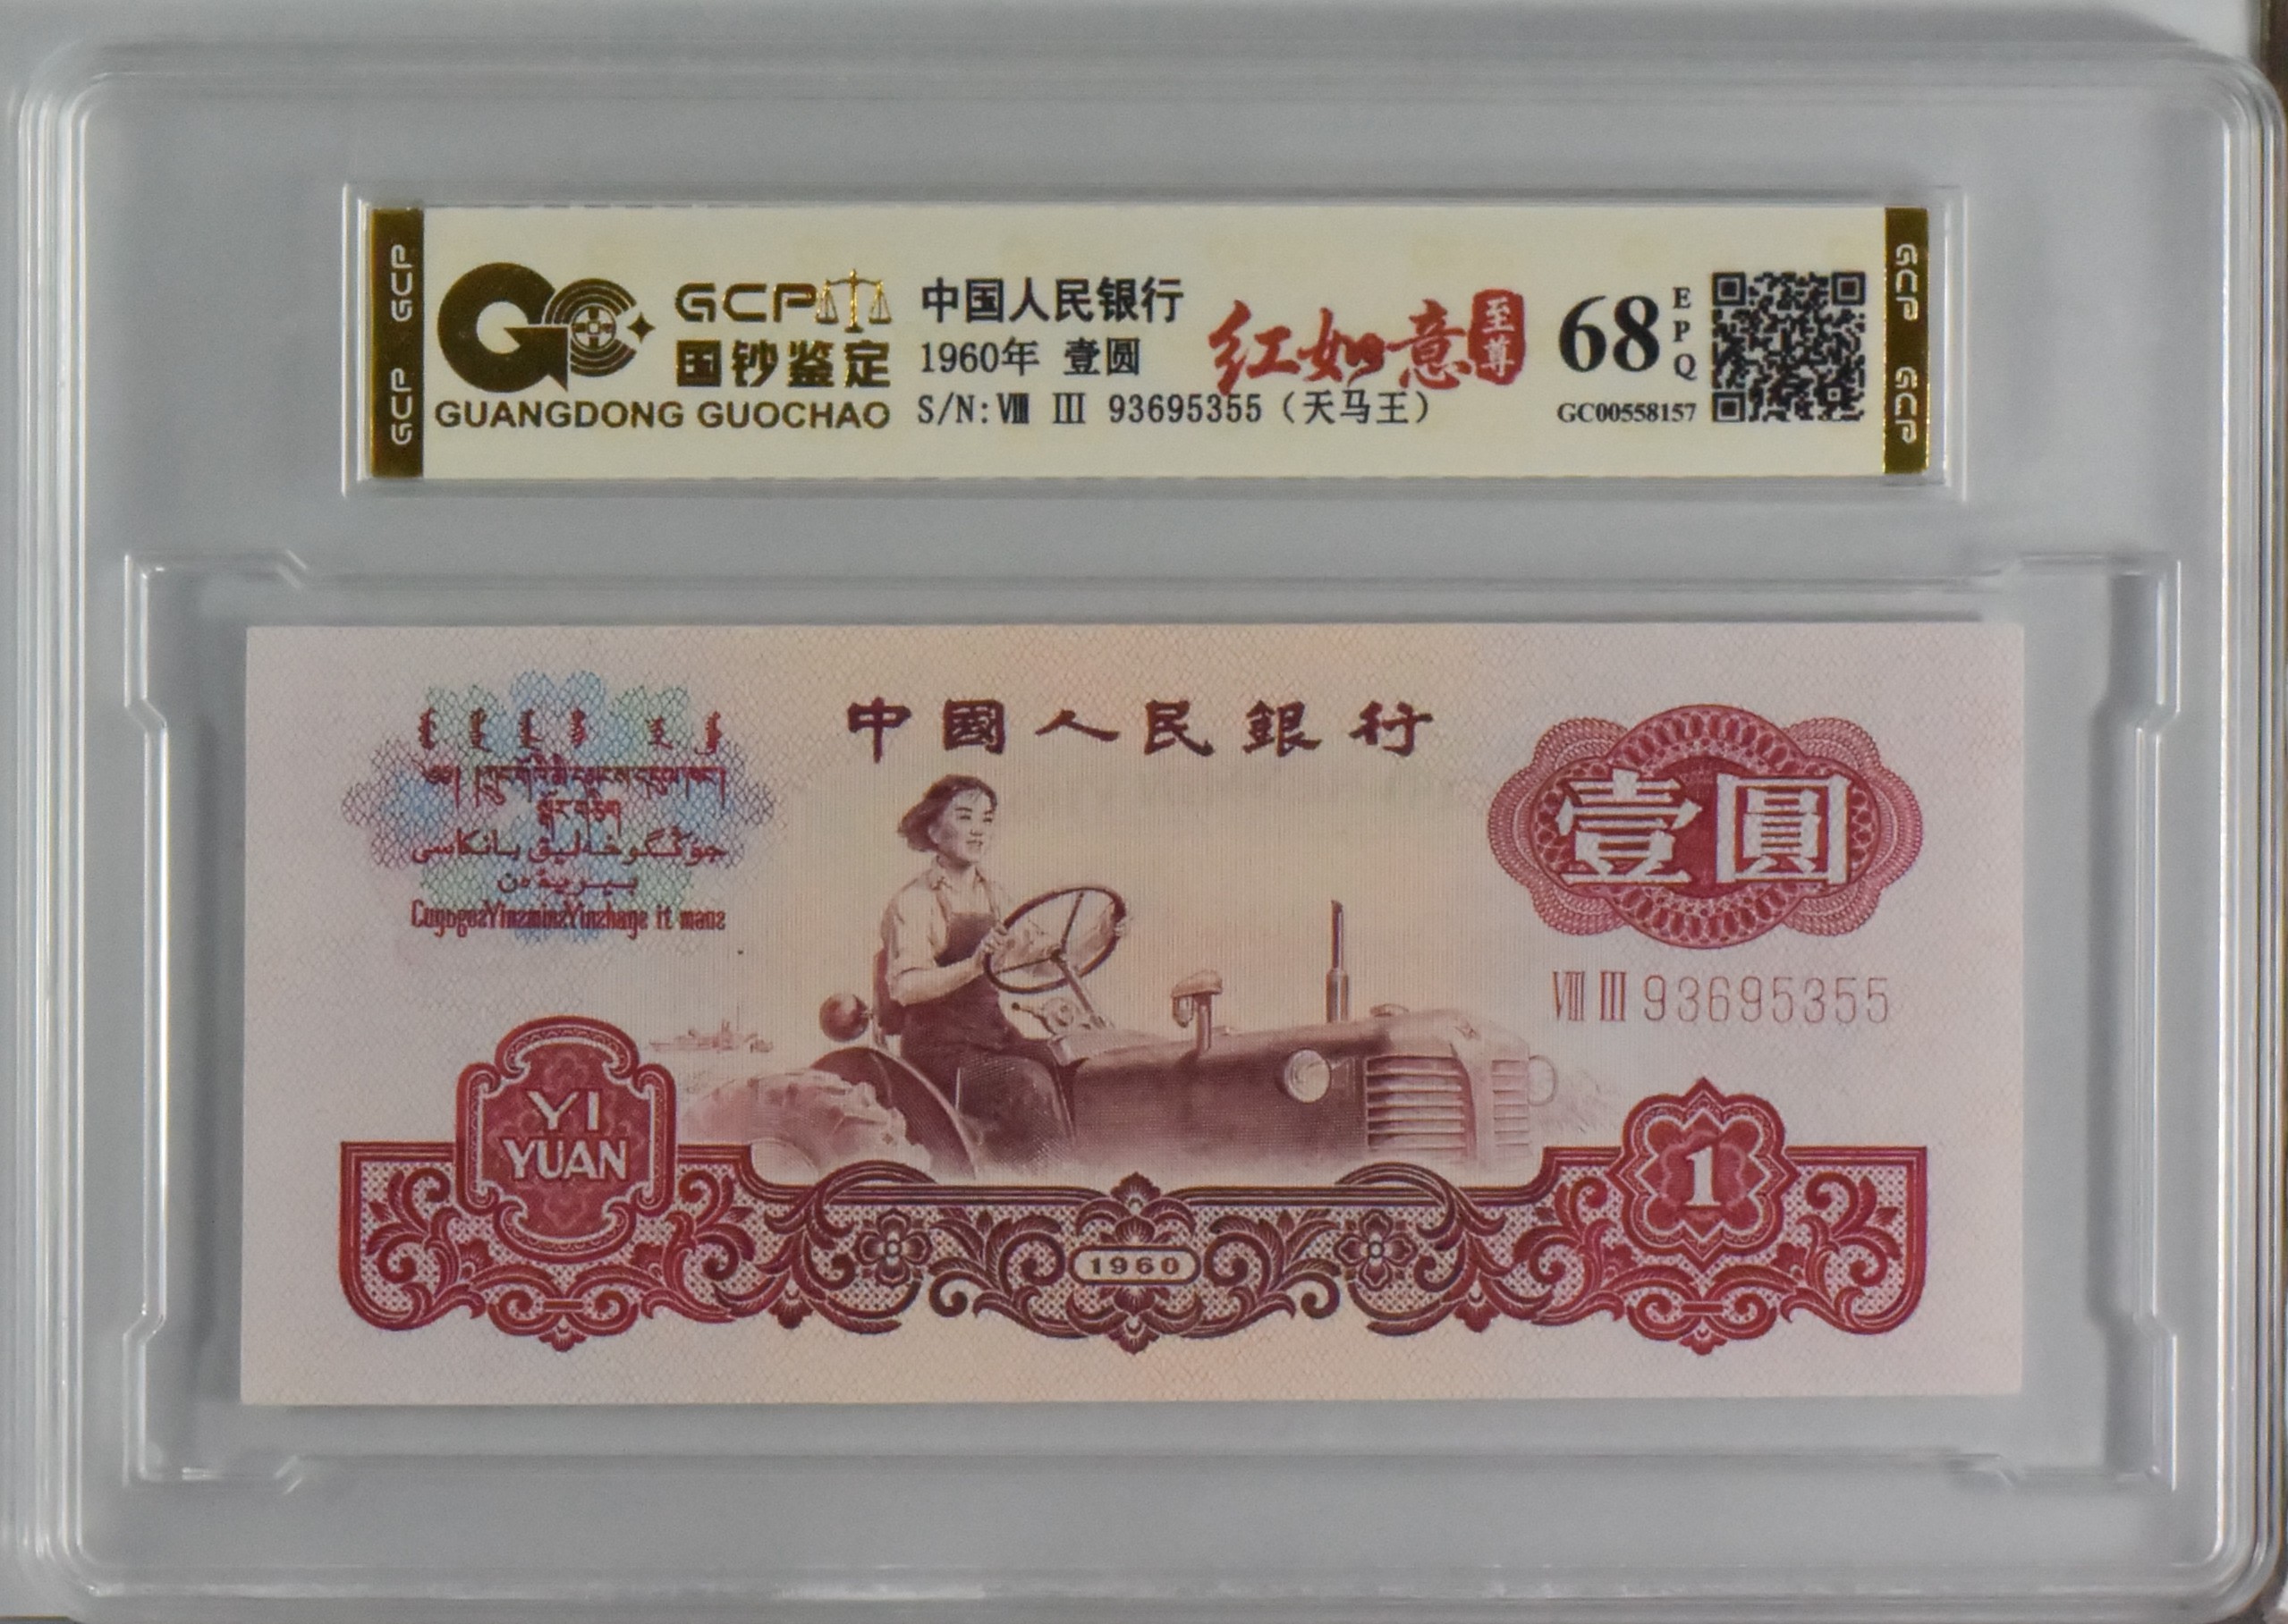 GCP GCP
GCP
国钞鉴定
GUANGDONG GUOCHAO
中国人民银行
1960年 壹圆
S/N:Ⅷ Ⅲ 93695355(天马王)
红如意
至尊
68
EPQ
GC00558157
GCP GCP
中國人民銀行
壹圓
Ⅷ Ⅲ 93695355
YI
YUAN
1960
1